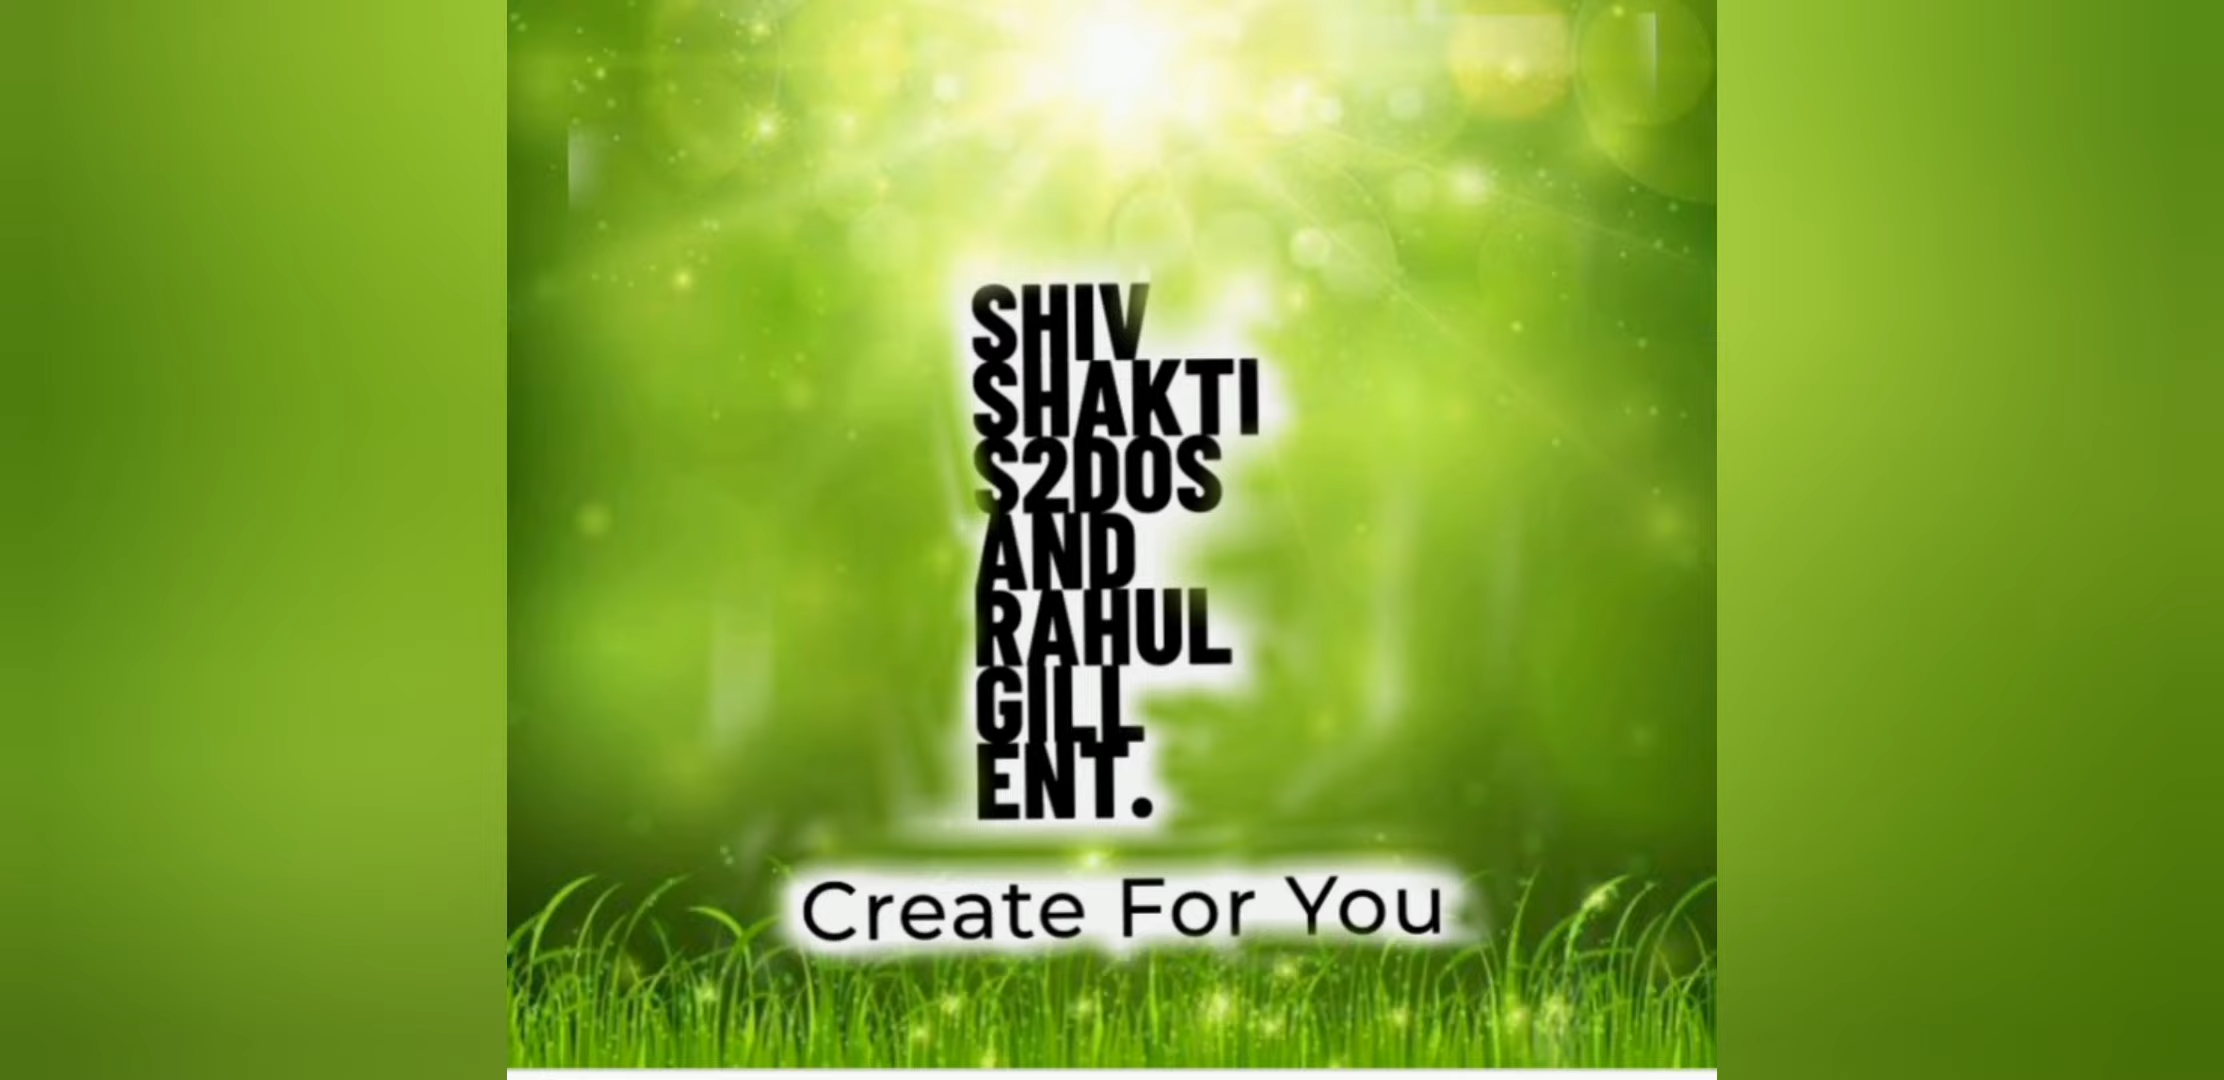 SHIV
SHAKTI
S2DOS
AND
RAHUL
GILL
ENT.
Create For You